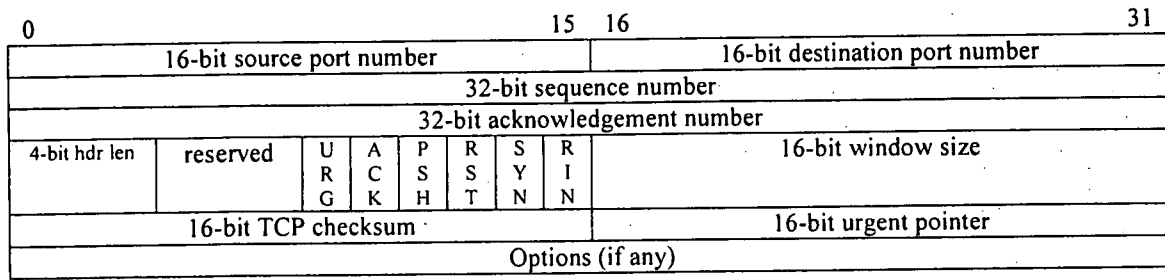 0 15 16 31
16-bit source port number 16-bit destination port number
32-bit sequence number
32-bit acknowledgement number
4-bit hdr len reserved URG ACK PSH RST SYN RIN 16-bit window size
16-bit TCP checksum 16-bit urgent pointer
Options (if any)